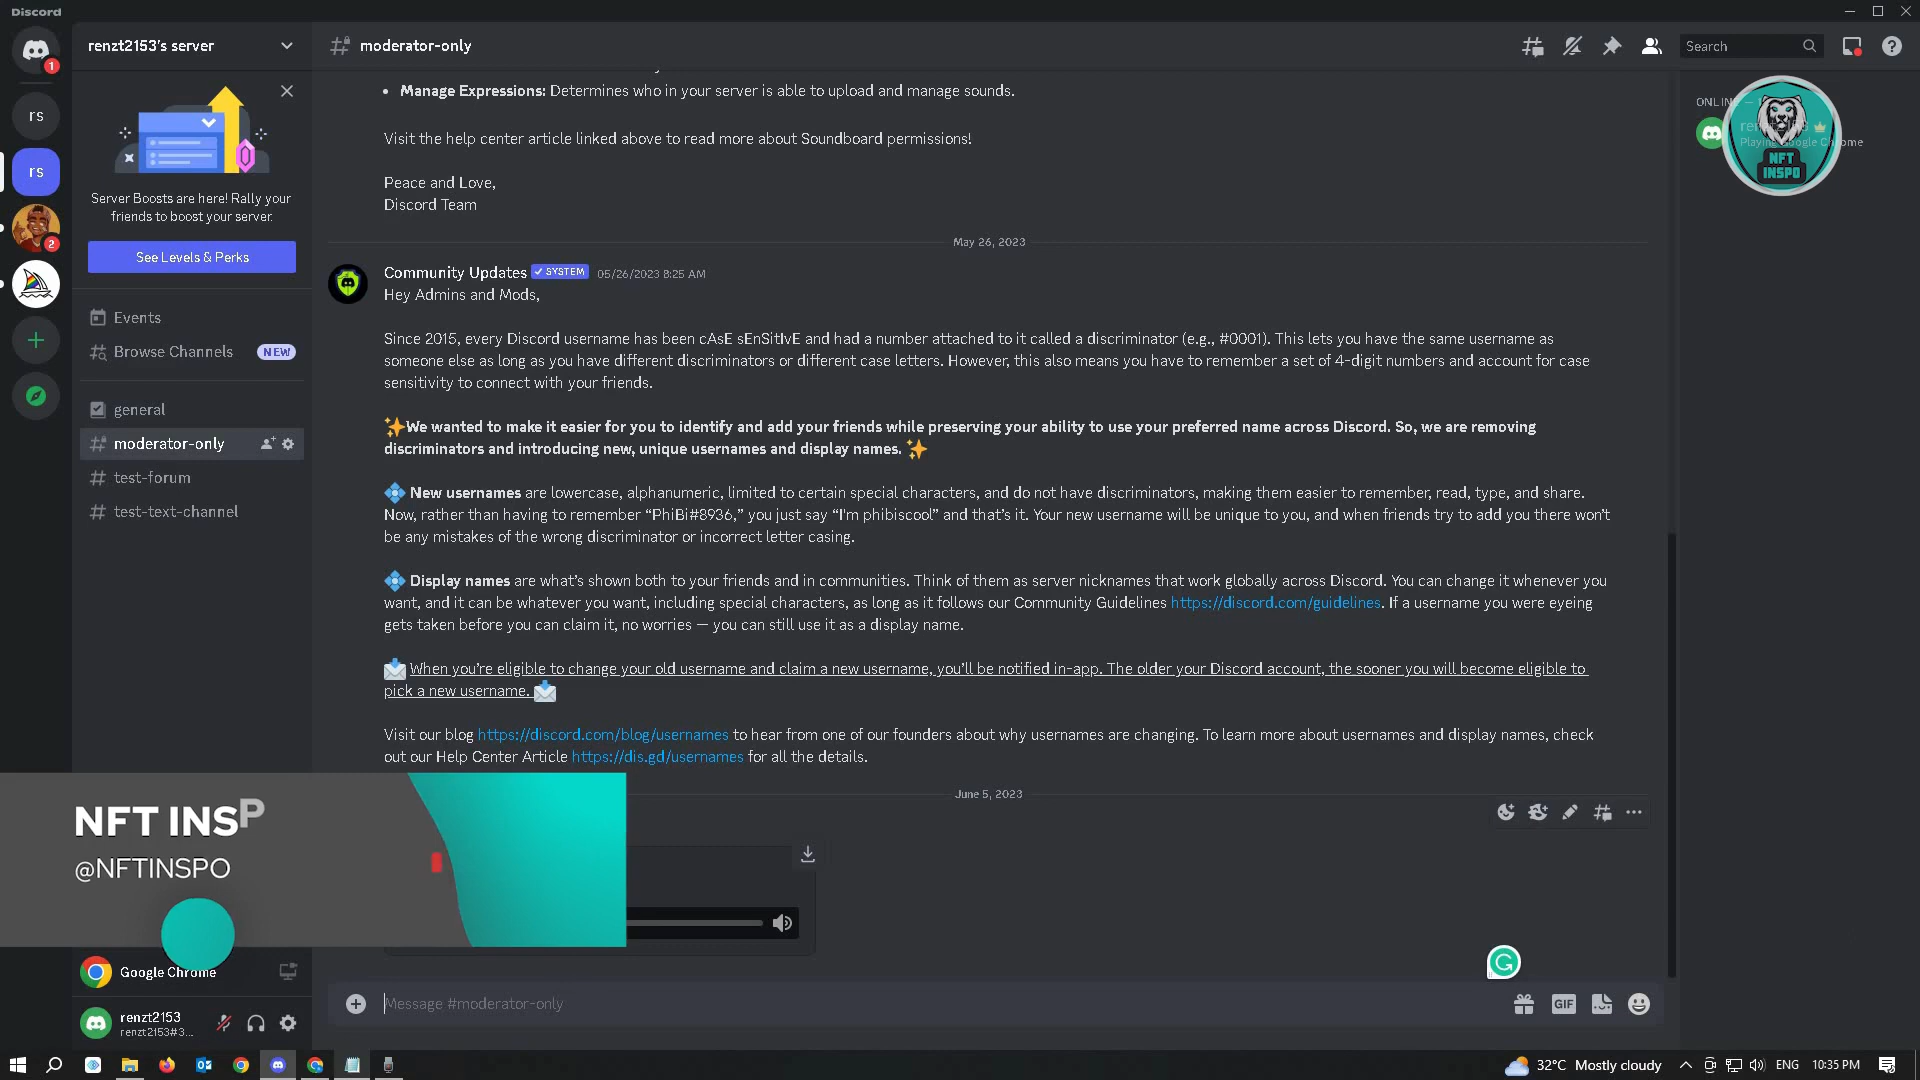 Discord
renzt2153's server
moderator-only
Search
1
Manage Expressions: Determines who in your server is able to upload and manage sounds.
ONLINE —
rs
Visit the help center article linked above to read more about Soundboard permissions!
Playing Google Chrome
NFT
INSPO
rs
Peace and Love,
Discord Team
Server Boosts are here! Rally your
friends to boost your server.
2
See Levels & Perks
May 26, 2023
Community Updates ✓ SYSTEM 05/26/2023 8:25 AM
Hey Admins and Mods,
Events
Browse Channels NEW
Since 2015, every Discord username has been cAsE sEnSitIvE and had a number attached to it called a discriminator (e.g., #0001). This lets you have the same username as
someone else as long as you have different discriminators or different case letters. However, this also means you have to remember a set of 4-digit numbers and account for case
sensitivity to connect with your friends.
general
moderator-only
test-forum
test-text-channel
✨We wanted to make it easier for you to identify and add your friends while preserving your ability to use your preferred name across Discord. So, we are removing
discriminators and introducing new, unique usernames and display names. ✨
💠 New usernames are lowercase, alphanumeric, limited to certain special characters, and do not have discriminators, making them easier to remember, read, type, and share.
Now, rather than having to remember “PhiBi#8936,” you just say “I'm phibiscool” and that’s it. Your new username will be unique to you, and when friends try to add you there won’t
be any mistakes of the wrong discriminator or incorrect letter casing.
💠 Display names are what’s shown both to your friends and in communities. Think of them as server nicknames that work globally across Discord. You can change it whenever you
want, and it can be whatever you want, including special characters, as long as it follows our Community Guidelines https://discord.com/guidelines. If a username you were eyeing
gets taken before you can claim it, no worries — you can still use it as a display name.
📩 When you’re eligible to change your old username and claim a new username, you’ll be notified in-app. The older your Discord account, the sooner you will become eligible to
pick a new username. 📩
Visit our blog https://discord.com/blog/usernames to hear from one of our founders about why usernames are changing. To learn more about usernames and display names, check
out our Help Center Article https://dis.gd/usernames for all the details.
June 5, 2023
NFT INSP
@NFTINSPO
Google Chrome
Message #moderator-only
GIF
renzt2153
renzt2153#3...
32°C Mostly cloudy
ENG
10:35 PM